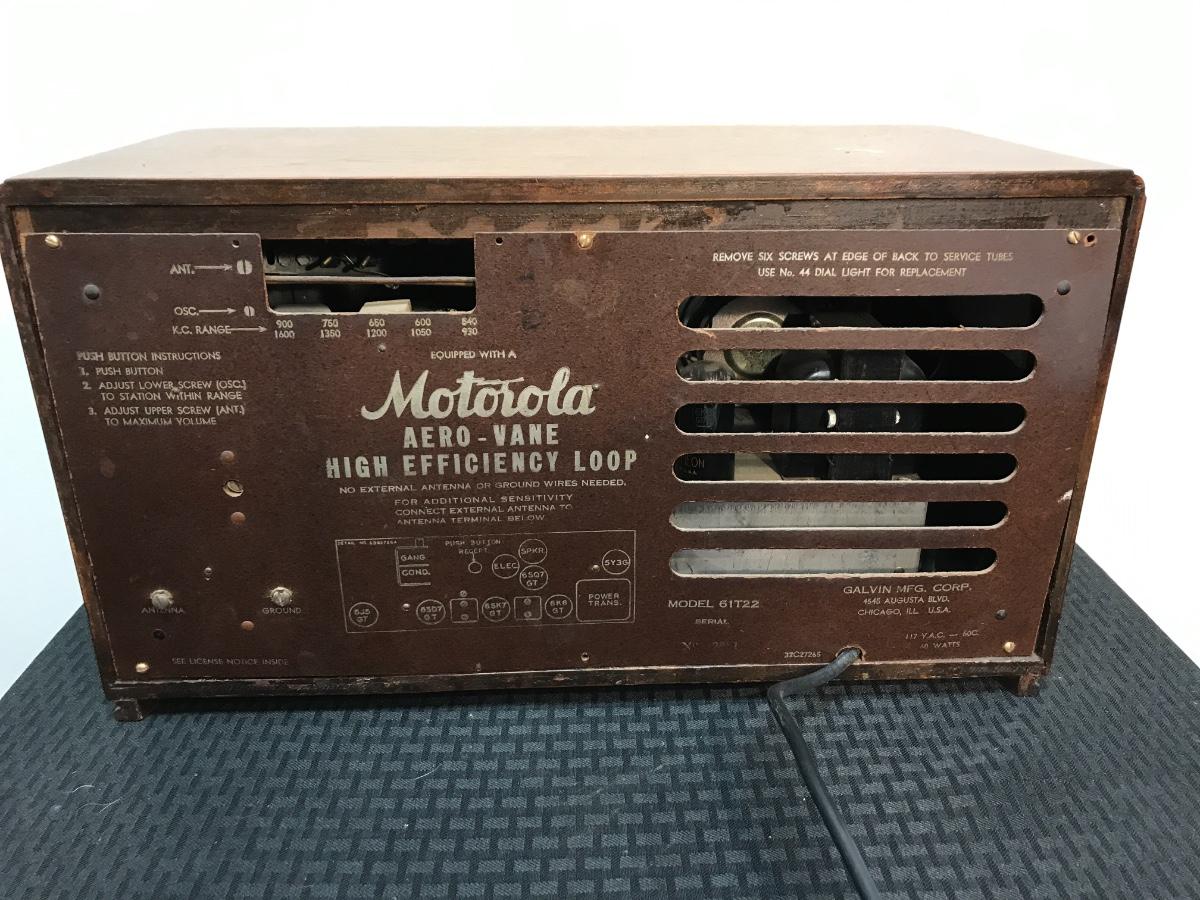 ANT.
OSC.
K.C. RANGE
900 750 650 600 540
1600 1350 1200 1050 930
PUSH BUTTON INSTRUCTIONS
1. PUSH BUTTON
2. ADJUST LOWER SCREW (OSC.)
TO STATION WITHIN RANGE
3. ADJUST UPPER SCREW (ANT.)
TO MAXIMUM VOLUME
EQUIPPED WITH A
Motorola
AERO-VANE
HIGH EFFICIENCY LOOP
NO EXTERNAL ANTENNA OR GROUND WIRES NEEDED.
FOR ADDITIONAL SENSITIVITY
CONNECT EXTERNAL ANTENNA TO
ANTENNA TERMINAL BELOW
REMOVE SIX SCREWS AT EDGE OF BACK TO SERVICE TUBES
USE No. 44 DIAL LIGHT FOR REPLACEMENT
DETAIL NO.
PUSH BUTTON
RECEPT.
GANG
COND.
ELEC.
SPKR
6SQ7
GT
5Y3G
POWER
TRANS.
6J5
GT
6SD7
GT
6SK7
GT
6K6
GT
ANTENNA
GROUND
SEE LICENSE NOTICE INSIDE
MODEL 61T22
SERIAL
GALVIN MFG. CORP.
4545 AUGUSTA BLVD.
CHICAGO, ILL. U.S.A.
117 V.A.C. — 60C.
WATTS
32C27265